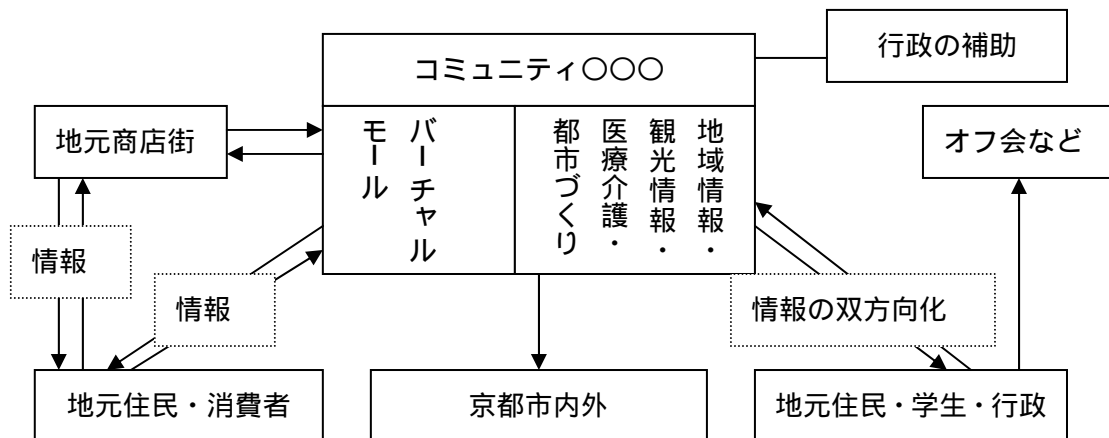 行政の補助
コミュニティ〇〇〇
地元商店街
バーチャル
モール
地域情報・
観光情報・
医療介護・
都市づくり
オフ会など
情報
情報
情報の双方向化
地元住民・消費者
京都市内外
地元住民・学生・行政